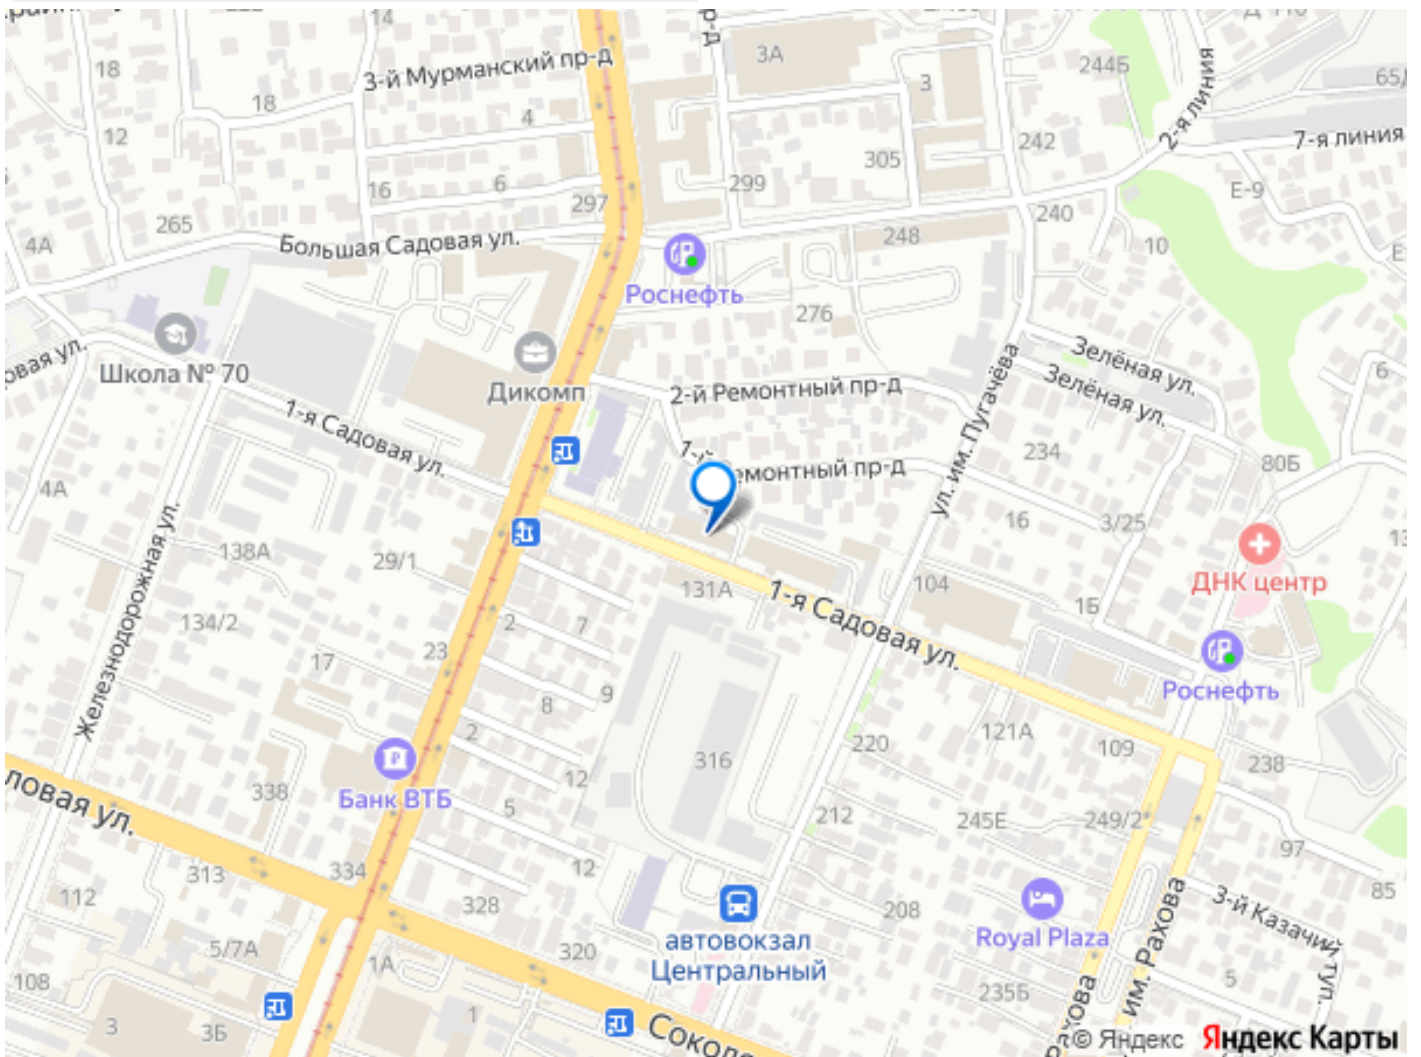 14
18
3-й Мурманский пр-д
3А
3
244Б
2-я линия
65Д
18
12
4
242
7-я линия
305
16
6
299
297
240
Е-9
265
4А
Большая Садовая ул.
248
10
Роснефть
276
Школа № 70
Дикомп
Зелёная ул.
Зелёная ул.
6
2-й Ремонтный пр-д
1-я Садовая ул.
ул. им. Пугачёва
234
80Б
4А
16
3/25
138А
29/1
131А
104
ДНК центр
Железнодорожная ул.
134/2
2
7
1-я Садовая ул.
15
23
17
9
8
Роснефть
2
121А
109
220
238
316
12
338
Банк ВТБ
5
212
245Е
249/2
12
97
313
334
85
112
328
208
3-й Казачий туп.
5/7А
автовокзал
Центральный
Royal Plaza
им. Рахова
320
1А
108
235Б
5
3
3Б
1
© Яндекс
Яндекс Карты